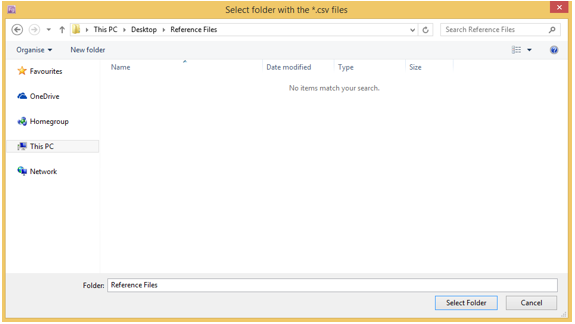 Select folder with the *.csv files
This PC Desktop Reference Files
Search Reference Files
Organise New folder
Name Date modified Type Size
No items match your search.
Favourites
OneDrive
Homegroup
This PC
Network
Folder: Reference Files
Select Folder Cancel